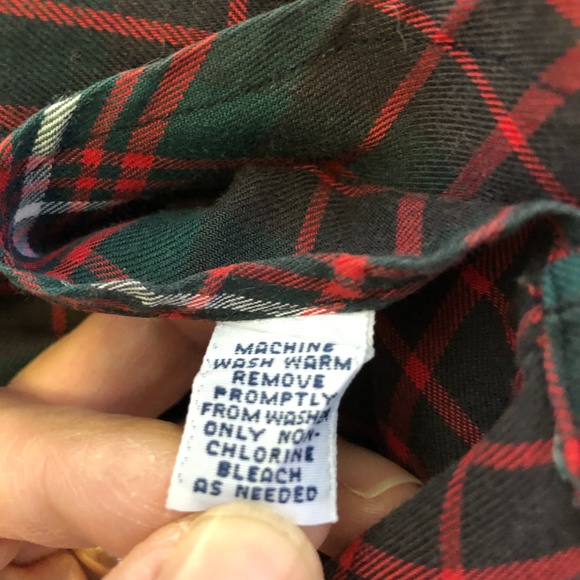 MACHINE
WASH WARM
REMOVE
PROMPTLY
FROM WASHER
ONLY NON-
CHLORINE
BLEACH
AS NEEDED